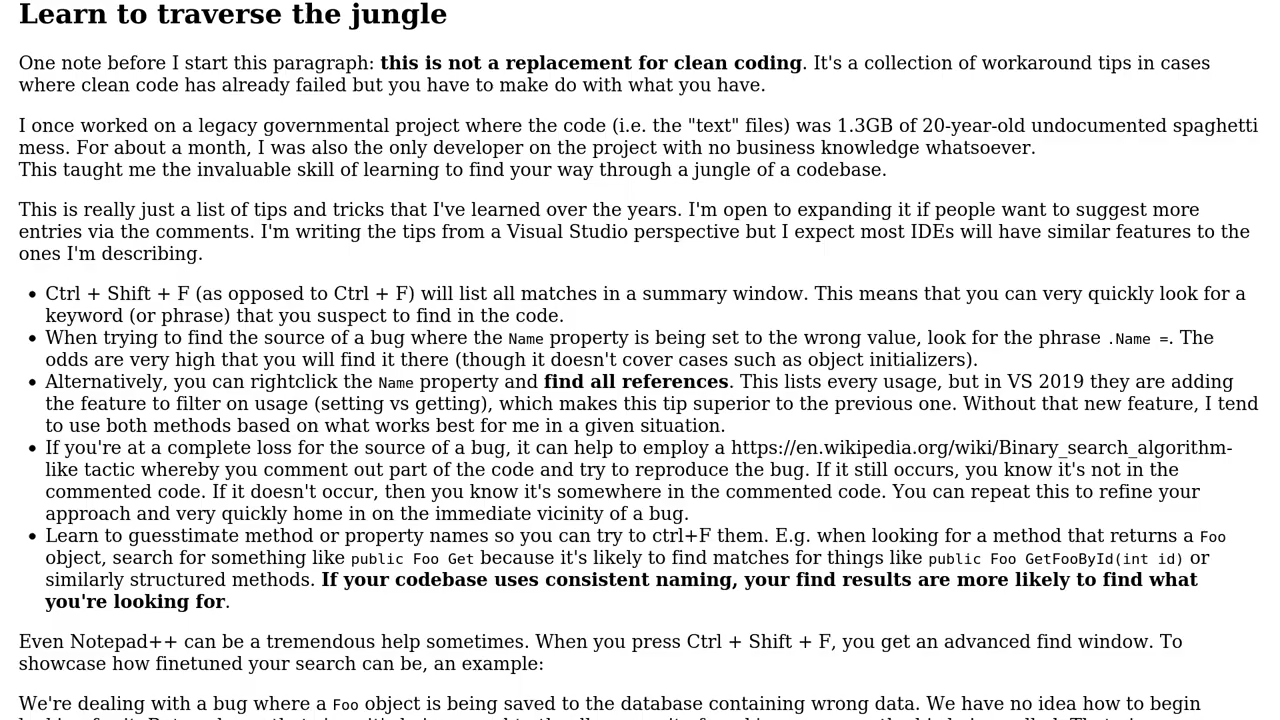 Learn to traverse the jungle
One note before I start this paragraph: this is not a replacement for clean coding. It's a collection of workaround tips in cases
where clean code has already failed but you have to make do with what you have.
I once worked on a legacy governmental project where the code (i.e. the "text" files) was 1.3GB of 20-year-old undocumented spaghetti
mess. For about a month, I was also the only developer on the project with no business knowledge whatsoever.
This taught me the invaluable skill of learning to find your way through a jungle of a codebase.
This is really just a list of tips and tricks that I've learned over the years. I'm open to expanding it if people want to suggest more
entries via the comments. I'm writing the tips from a Visual Studio perspective but I expect most IDEs will have similar features to the
ones I'm describing.
• Ctrl + Shift + F (as opposed to Ctrl + F) will list all matches in a summary window. This means that you can very quickly look for a
keyword (or phrase) that you suspect to find in the code.
• When trying to find the source of a bug where the Name property is being set to the wrong value, look for the phrase .Name =. The
odds are very high that you will find it there (though it doesn't cover cases such as object initializers).
• Alternatively, you can rightclick the Name property and find all references. This lists every usage, but in VS 2019 they are adding
the feature to filter on usage (setting vs getting), which makes this tip superior to the previous one. Without that new feature, I tend
to use both methods based on what works best for me in a given situation.
• If you're at a complete loss for the source of a bug, it can help to employ a https://en.wikipedia.org/wiki/Binary_search_algorithm-
like tactic whereby you comment out part of the code and try to reproduce the bug. If it still occurs, you know it's not in the
commented code. If it doesn't occur, then you know it's somewhere in the commented code. You can repeat this to refine your
approach and very quickly home in on the immediate vicinity of a bug.
• Learn to guesstimate method or property names so you can try to ctrl+F them. E.g. when looking for a method that returns a Foo
object, search for something like public Foo Get because it's likely to find matches for things like public Foo GetFooById(int id) or
similarly structured methods. If your codebase uses consistent naming, your find results are more likely to find what
you're looking for.
Even Notepad++ can be a tremendous help sometimes. When you press Ctrl + Shift + F, you get an advanced find window. To
showcase how finetuned your search can be, an example:
We're dealing with a bug where a Foo object is being saved to the database containing wrong data. We have no idea how to begin